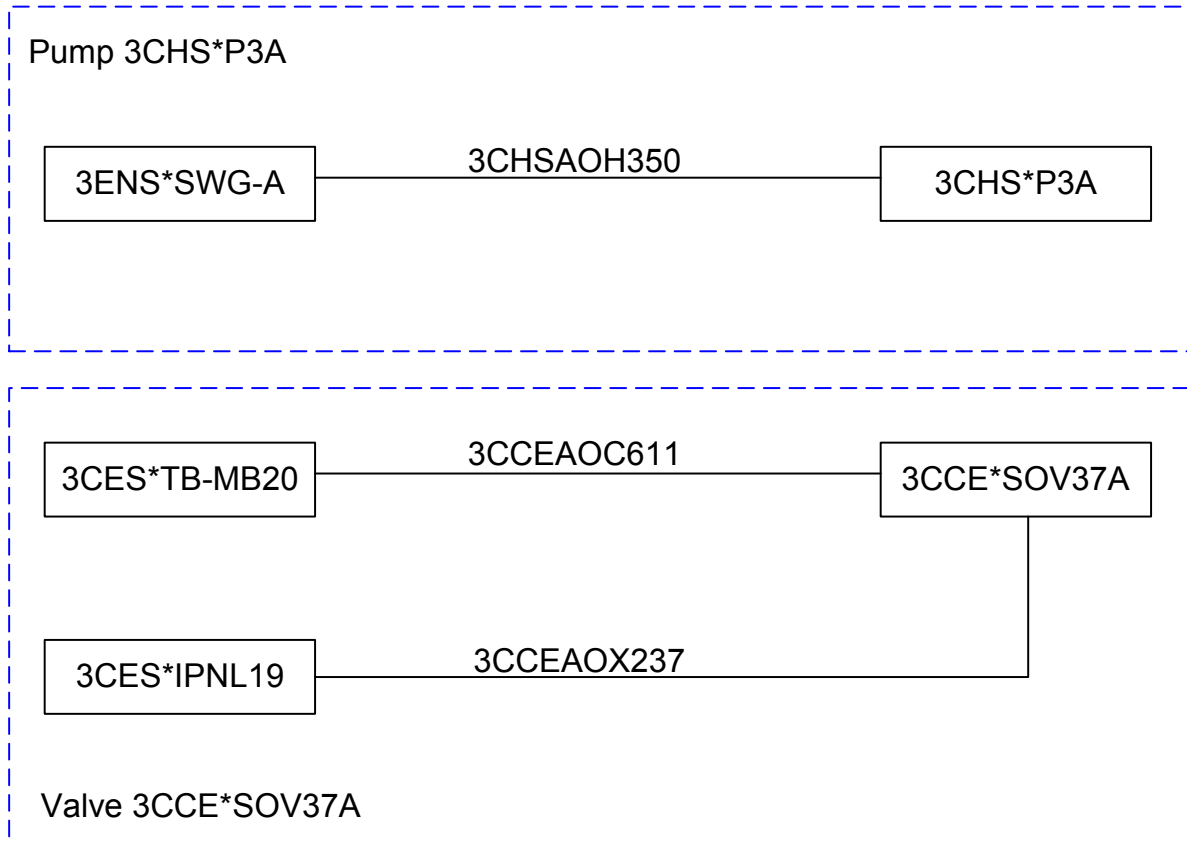 Pump 3CHS*P3A
3ENS*SWG-A
3CHSAOH350
3CHS*P3A
3CES*TB-MB20
3CCEAOC611
3CCE*SOV37A
3CES*IPNL19
3CCEAOX237
Valve 3CCE*SOV37A